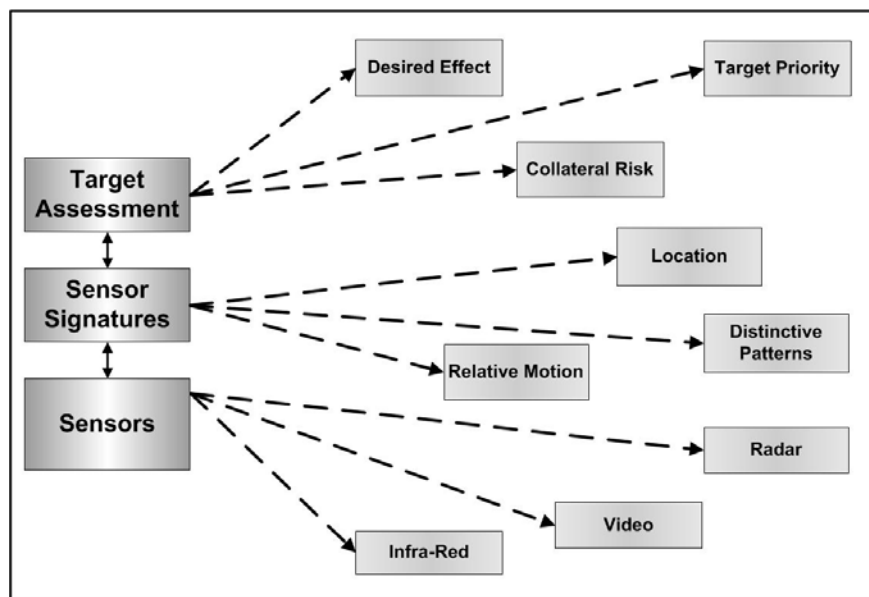 Desired Effect
Target Priority
Target
Assessment
Collateral Risk
Location
Sensor
Signatures
Distinctive
Patterns
Relative Motion
Sensors
Radar
Video
Infra-Red